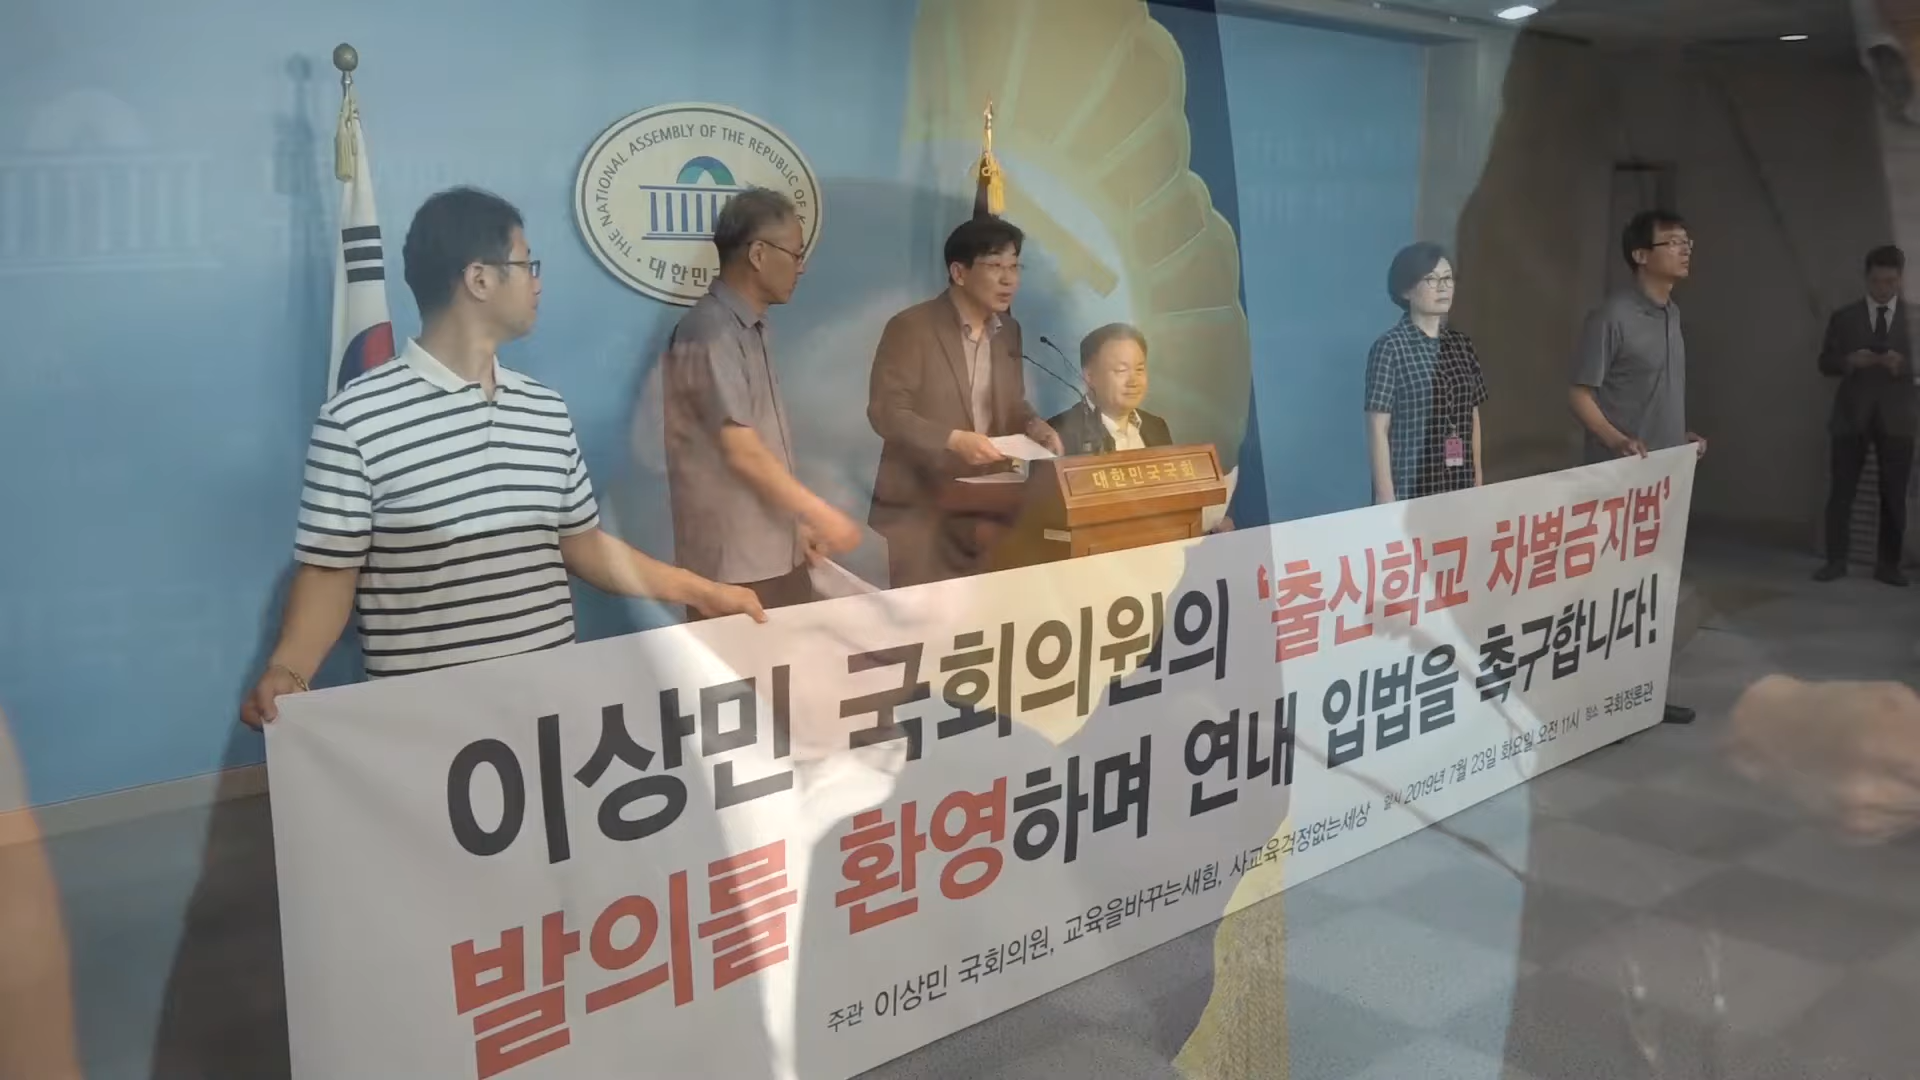 THE NATIONAL ASSEMBLY OF THE REPUBLIC OF
대한민
대한민국국회
이상민 국회의원의 '출신학교 차별금지법'
발의를 환영하며 연내 입법을 촉구합니다!
주관 이상민 국회의원, 교육을바꾸는새힘, 사교육걱정없는세상 일시 2019년 7월 23일 화요일 오전 11시 장소 국회정론관